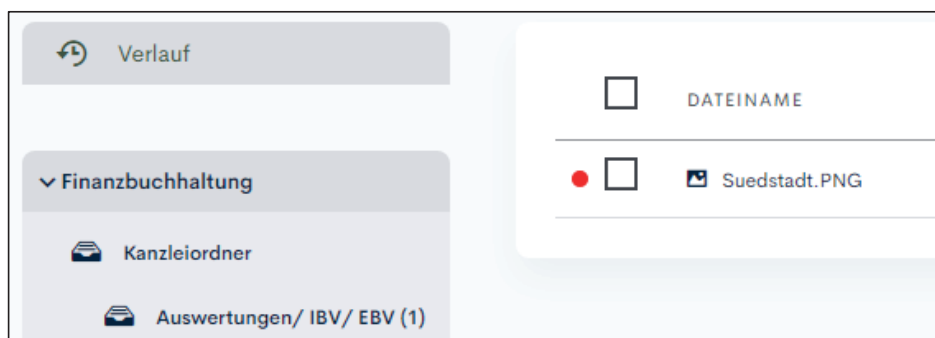 Verlauf
DATEINAME
Finanzbuchhaltung
Suedstadt.PNG
Kanzleiordner
Auswertungen/ IBV/ EBV (1)